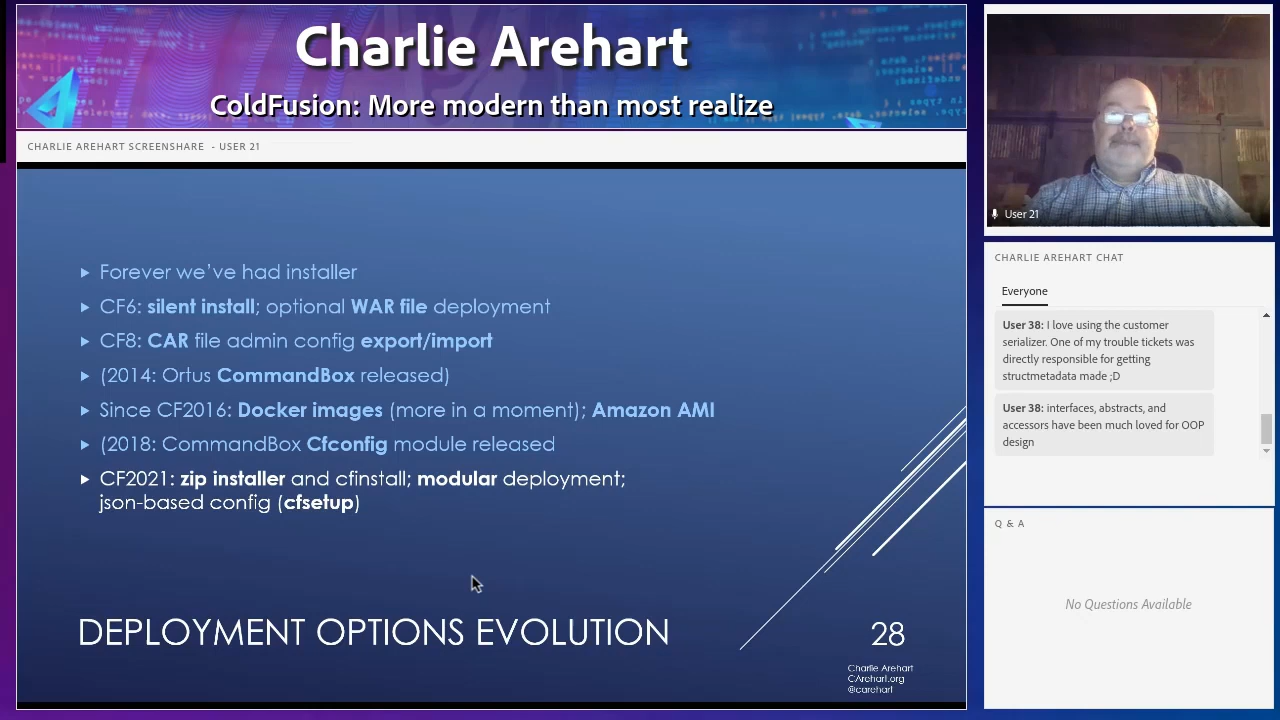 Charlie Arehart
ColdFusion: More modern than most realize
CHARLIE AREHART SCREENSHARE - USER 21
▸ Forever we've had installer
▸ CF6: silent install; optional WAR file deployment
▸ CF8: CAR file admin config export/import
▸ (2014: Ortus CommandBox released)
▸ Since CF2016: Docker images (more in a moment); Amazon AMI
▸ (2018: CommandBox Cfconfig module released
▸ CF2021: zip installer and cfinstall; modular deployment;
json-based config (cfsetup)
DEPLOYMENT OPTIONS EVOLUTION
28
Charlie Arehart
CArehart.org
@carehart
User 21
CHARLIE AREHART CHAT
Everyone
User 38: I love using the customer
serializer. One of my trouble tickets was
directly responsible for getting
structmetadata made ;D
User 38: interfaces, abstracts, and
accessors have been much loved for OOP
design
Q & A
No Questions Available